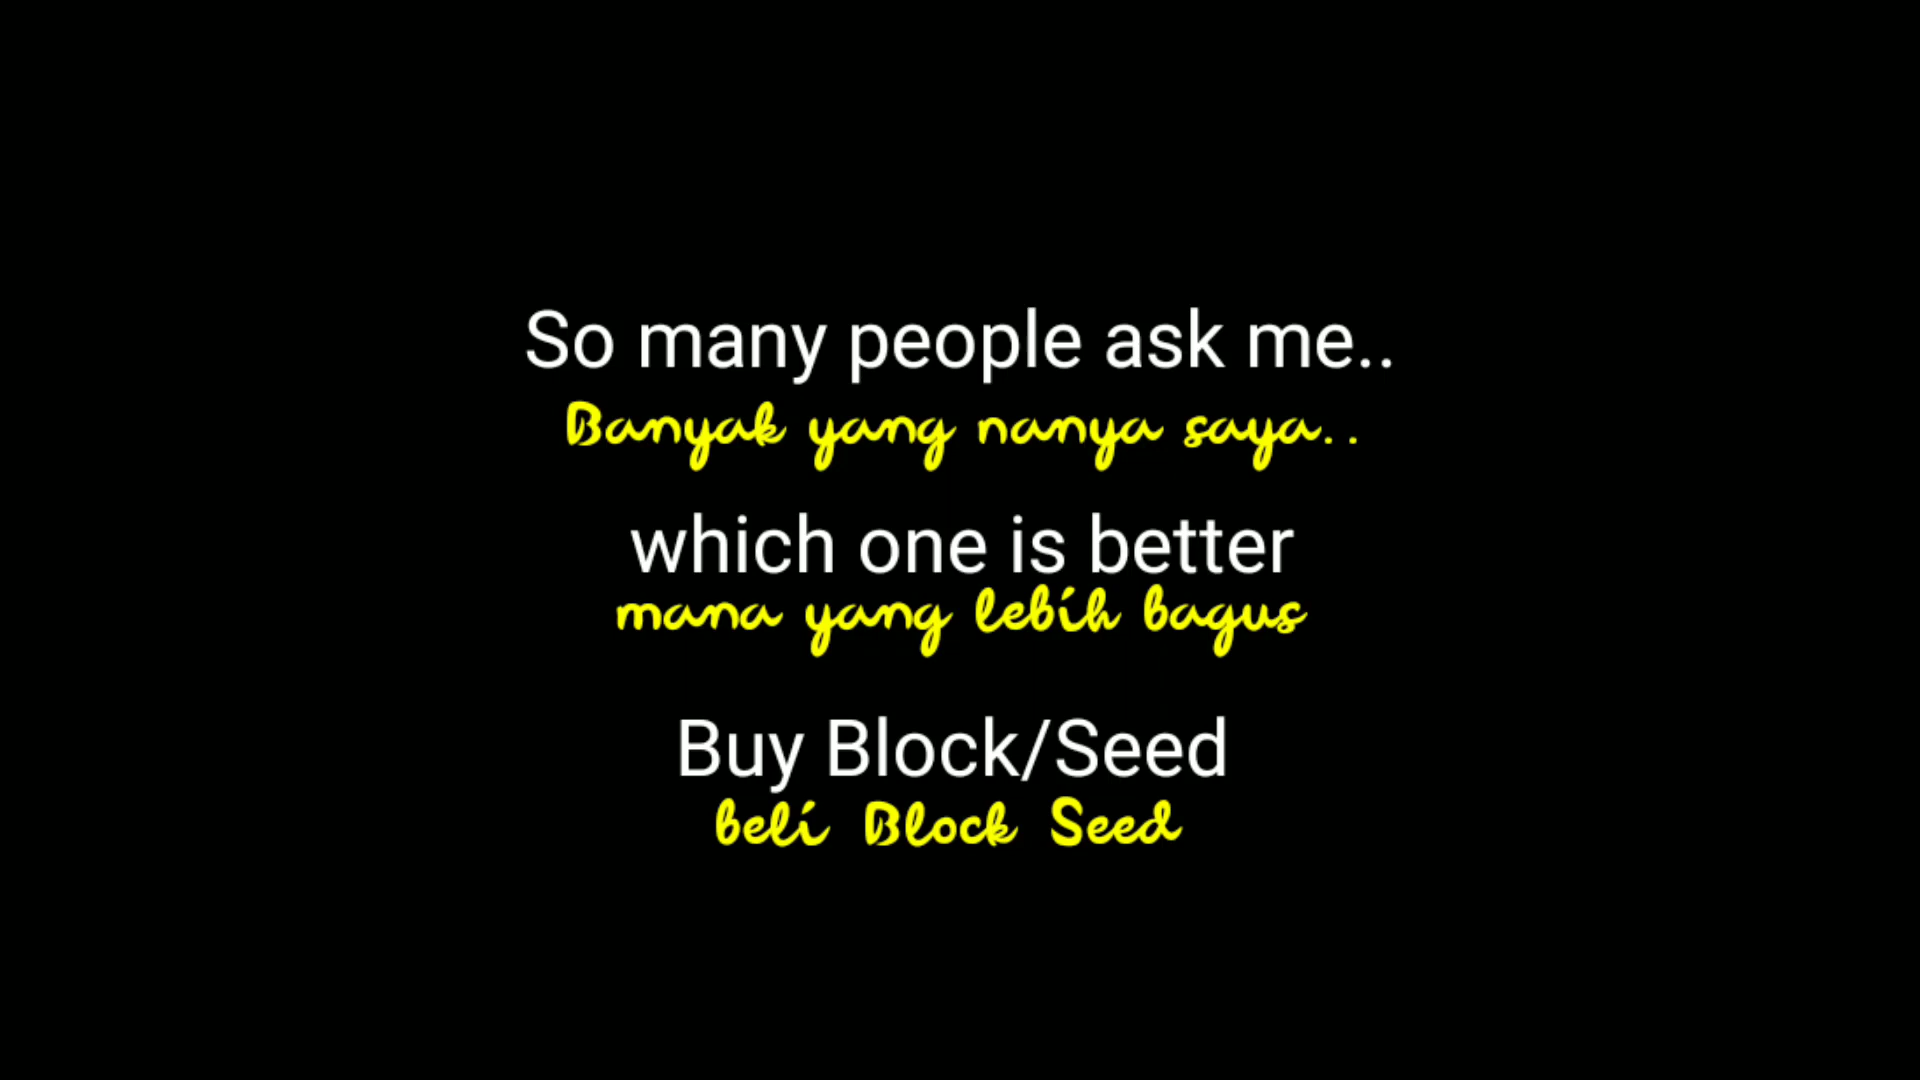 So many people ask me..
Banyak yang nanya saya..
which one is better
mana yang lebih bagus
Buy Block/Seed
beli Block Seed